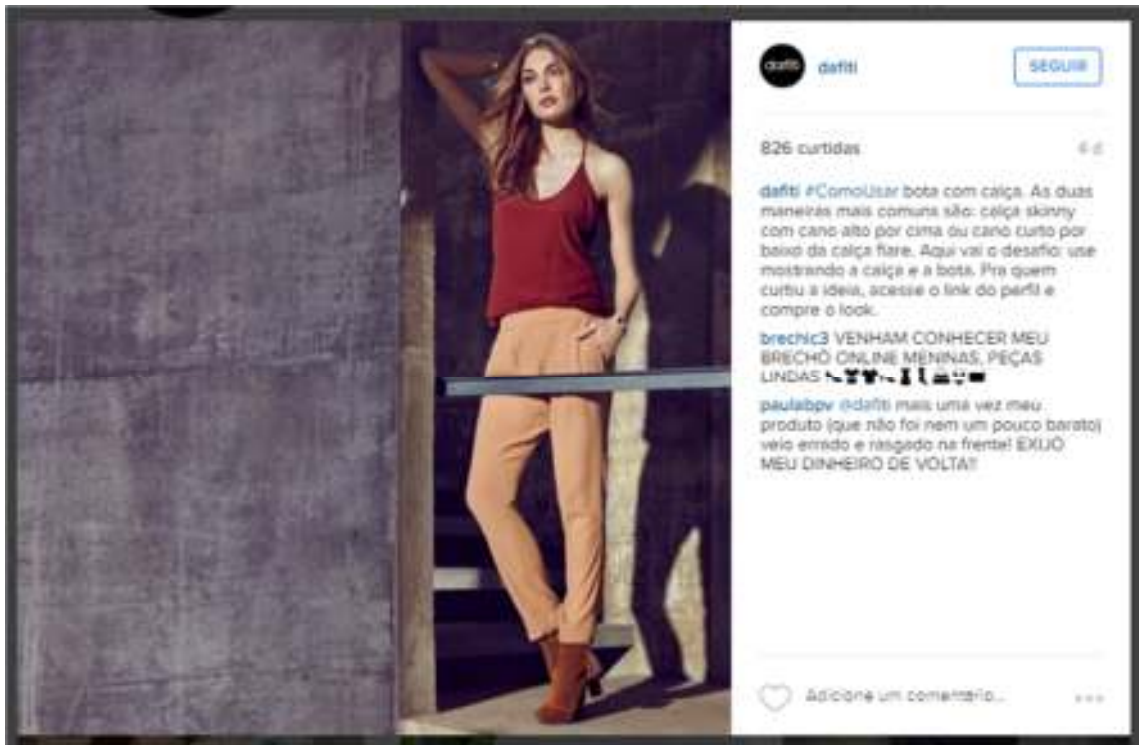 dafiti
dafiti
SEGUIR
826 curtidas
dafiti #ComoUsar bota com calça. As duas
maneiras mais comuns são: calça skinny
com cano alto por cima ou cano curto por
baixo da calça flare. Aqui vai o desafio: use
mostrando a calça e a bota. Pra quem
curtiu a ideia, acesse o link do perfil e
compre o look.
brechic3 VENHAM CONHECER MEU
BRECHÓ ONLINE MENINAS, PEÇAS
LINDAS
paulabpv @dafiti mais uma vez meu
produto (que não foi nem um pouco barato)
veio errado e rasgado na frente! EXIJO
MEU DINHEIRO DE VOLTA!!
Adicione um comentário...